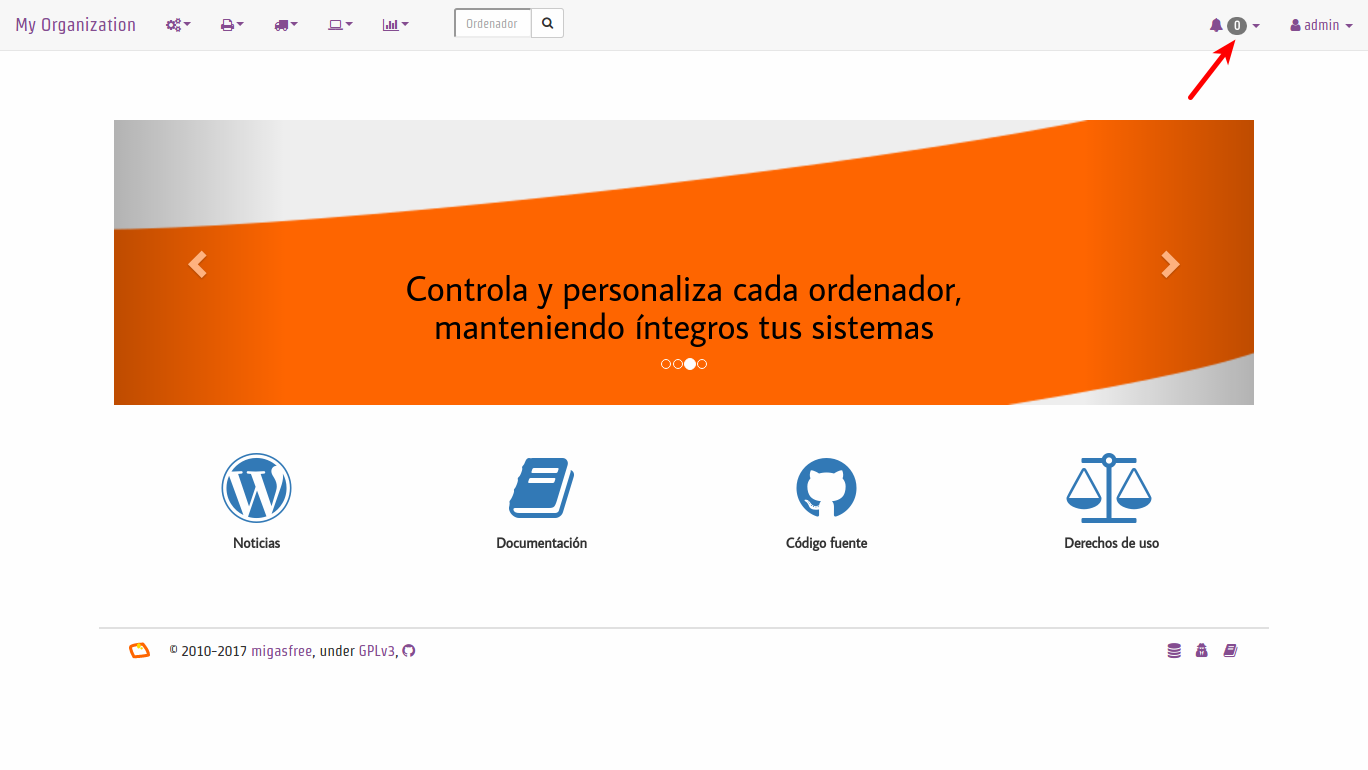 My Organization
Ordenador
0
admin
Controla y personaliza cada ordenador,
manteniendo íntegros tus sistemas
Noticias
Documentación
Código fuente
Derechos de uso
© 2010-2017 migasfree, under GPLv3,